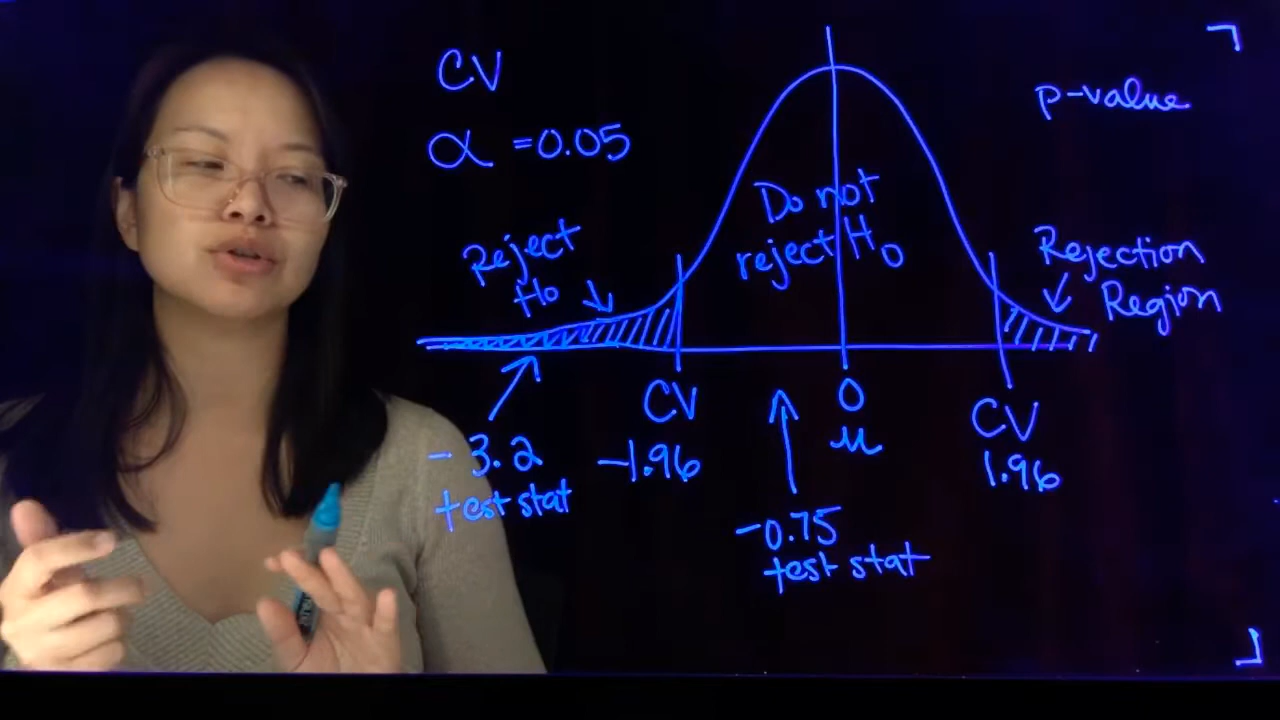 CV
α = 0.05
p-value
Do not
reject H₀
Reject
H₀
Rejection
Region
CV
-1.96
0
μ
CV
1.96
-3.2
test stat
-0.75
test stat